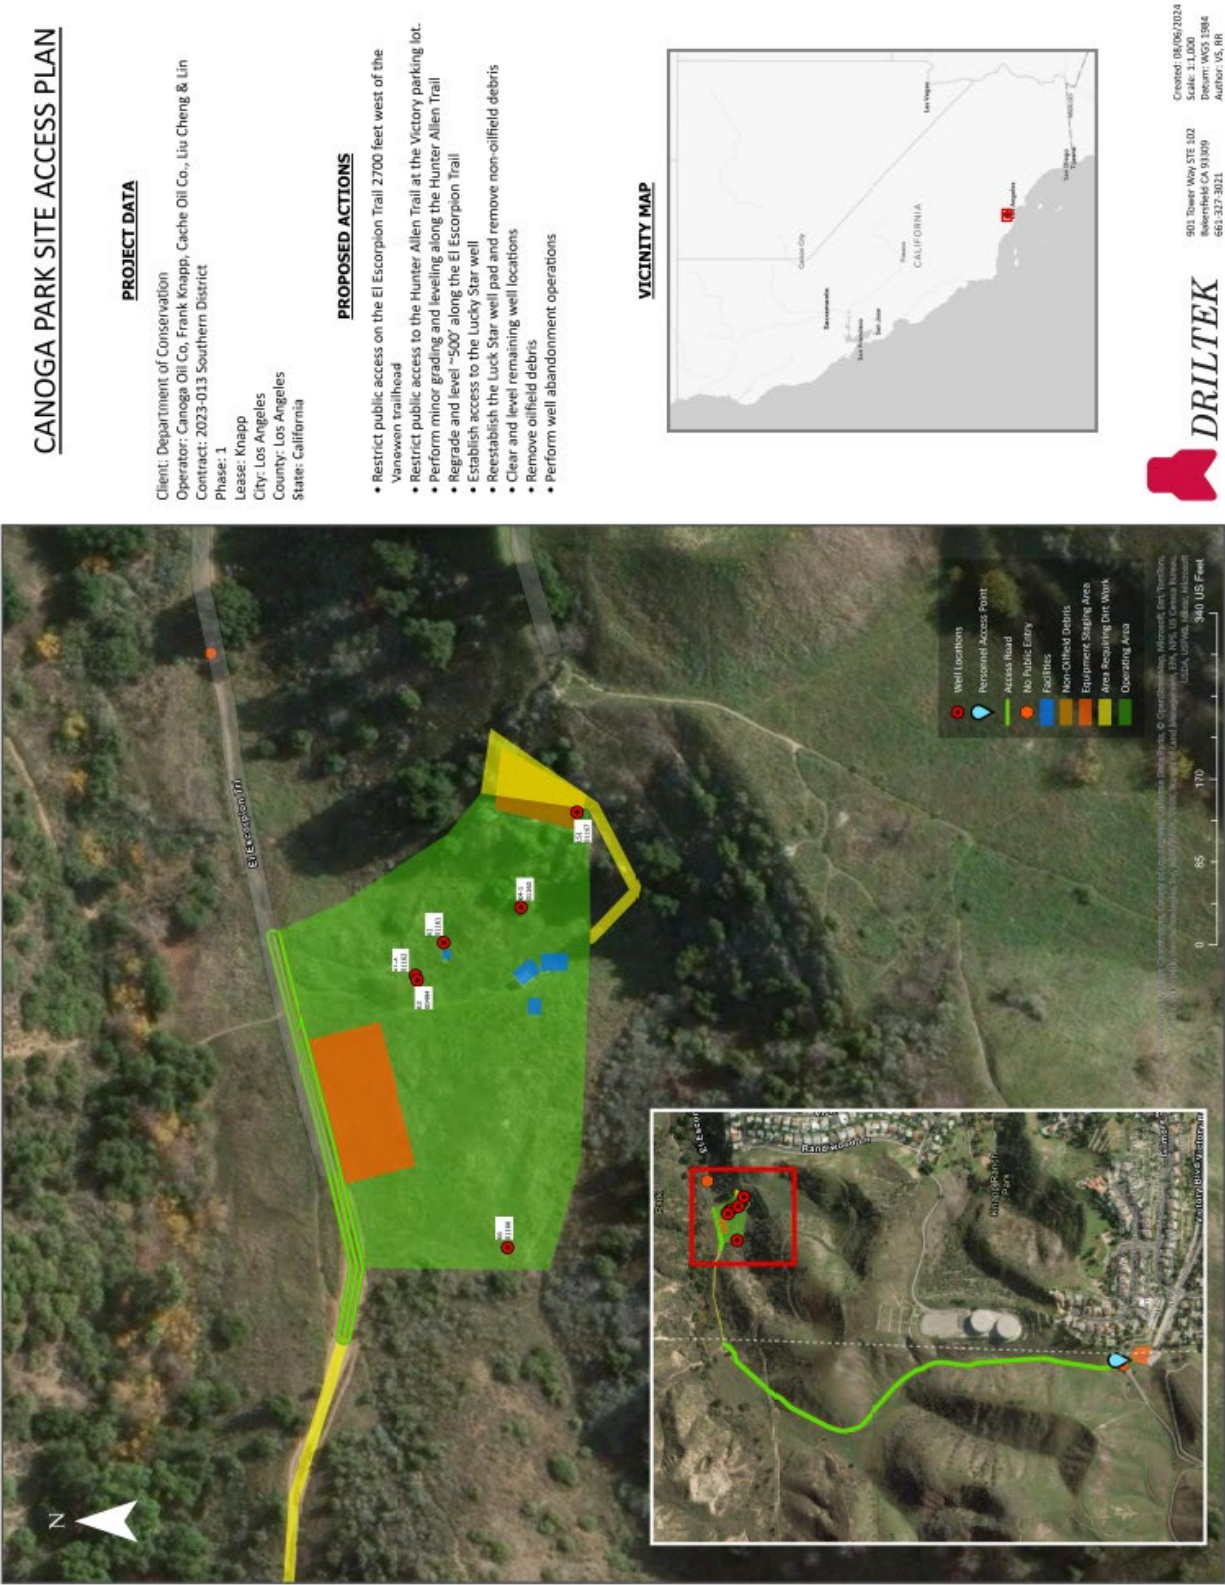 CANOGA PARK SITE ACCESS PLAN
PROJECT DATA
Client: Department of Conservation
Operator: Canoga Oil Co, Frank Knapp, Cache Oil Co., Liu Cheng & Lin
Contract: 2023-013 Southern District
Phase: 1
Lease: Knapp
City: Los Angeles
County: Los Angeles
State: California
PROPOSED ACTIONS
• Restrict public access on the El Escorpion Trail 2700 feet west of the
Vanowen trailhead
• Restrict public access to the Hunter Allen Trail at the Victory parking lot.
• Perform minor grading and leveling along the Hunter Allen Trail
• Regrade and level ~500' along the El Escorpion Trail
• Establish access to the Lucky Star well
• Reestablish the Luck Star well pad and remove non-oilfield debris
• Clear and level remaining well locations
• Remove oilfield debris
• Perform well abandonment operations
VICINITY MAP
Las Vegas
Carson City
Sacramento
San Francisco
San Jose
Fresno
CALIFORNIA
Angeles
San Diego
Tijuana
MEXICO
DRILTEK
901 Tower Way STE 102
Bakersfield CA 93309
661-327-3021
Created: 08/06/2024
Scale: 1:1,000
Datum: WGS 1984
Author: VS, RR
N
El Escorpion Trl
Well Locations
Personnel Access Point
Access Road
No Public Entry
Facilities
Non-Oilfield Debris
Equipment Staging Area
Area Requiring Dirt Work
Operating Area
0 85 170 340 US Feet
Park
El Escor
Knapp Ranch
Park
Victory Blvd